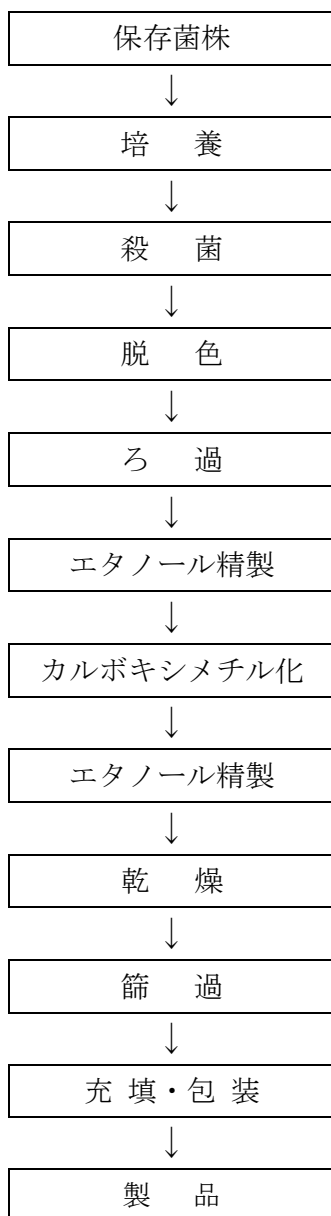 保存菌株
↓
培　養
↓
殺　菌
↓
脱　色
↓
ろ　過
↓
エタノール精製
↓
カルボキシメチル化
↓
エタノール精製
↓
乾　燥
↓
篩　過
↓
充 填・包 装
↓
製　品